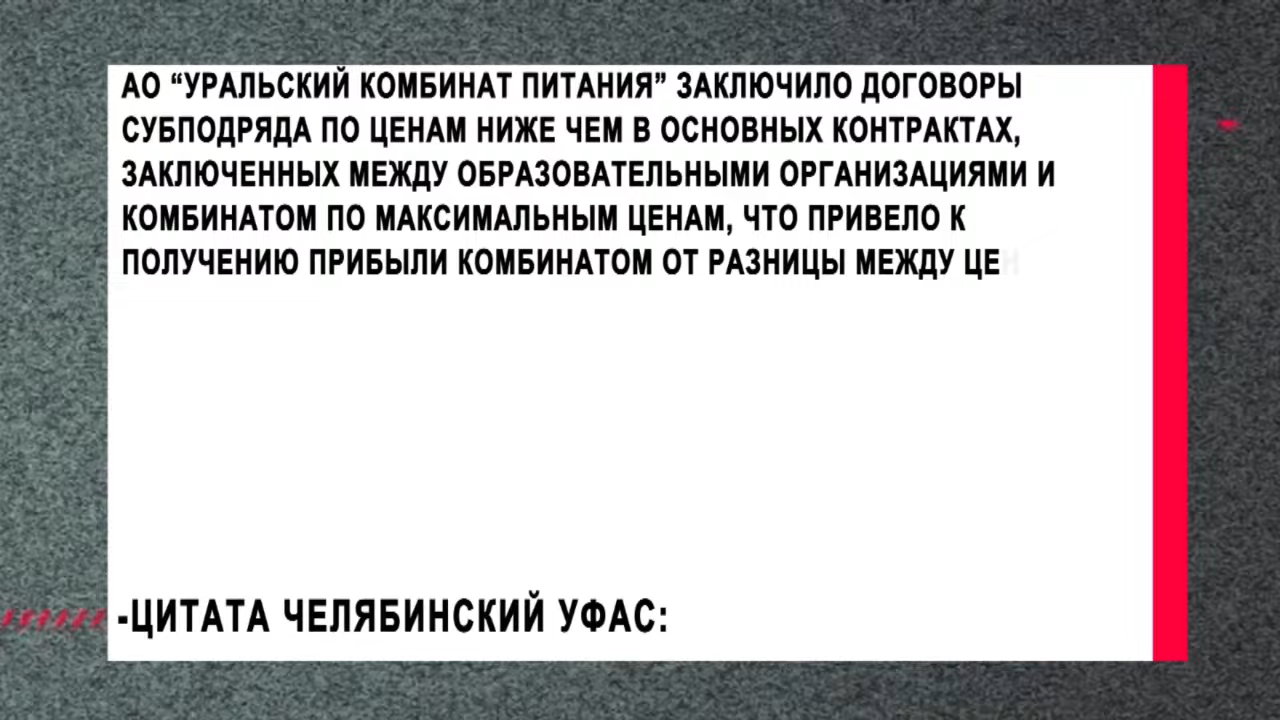 АО “УРАЛЬСКИЙ КОМБИНАТ ПИТАНИЯ” ЗАКЛЮЧИЛО ДОГОВОРЫ
СУБПОДРЯДА ПО ЦЕНАМ НИЖЕ ЧЕМ В ОСНОВНЫХ КОНТРАКТАХ,
ЗАКЛЮЧЕННЫХ МЕЖДУ ОБРАЗОВАТЕЛЬНЫМИ ОРГАНИЗАЦИЯМИ И
КОМБИНАТОМ ПО МАКСИМАЛЬНЫМ ЦЕНАМ, ЧТО ПРИВЕЛО К
ПОЛУЧЕНИЮ ПРИБЫЛИ КОМБИНАТОМ ОТ РАЗНИЦЫ МЕЖДУ ЦЕН
-ЦИТАТА ЧЕЛЯБИНСКИЙ УФАС: